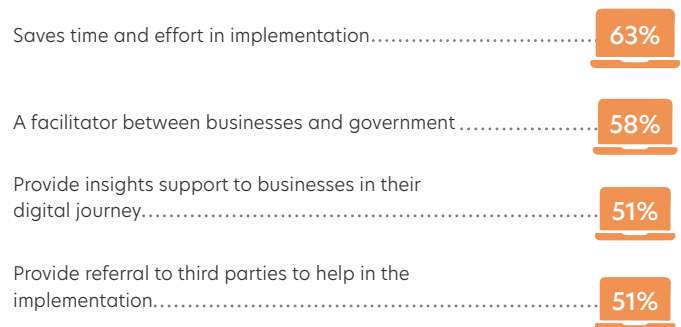 Saves time and effort in implementation................................... 63%
A facilitator between businesses and government..................... 58%
Provide insights support to businesses in their
digital journey....................................................................... 51%
Provide referral to third parties to help in the
implementation..................................................................... 51%